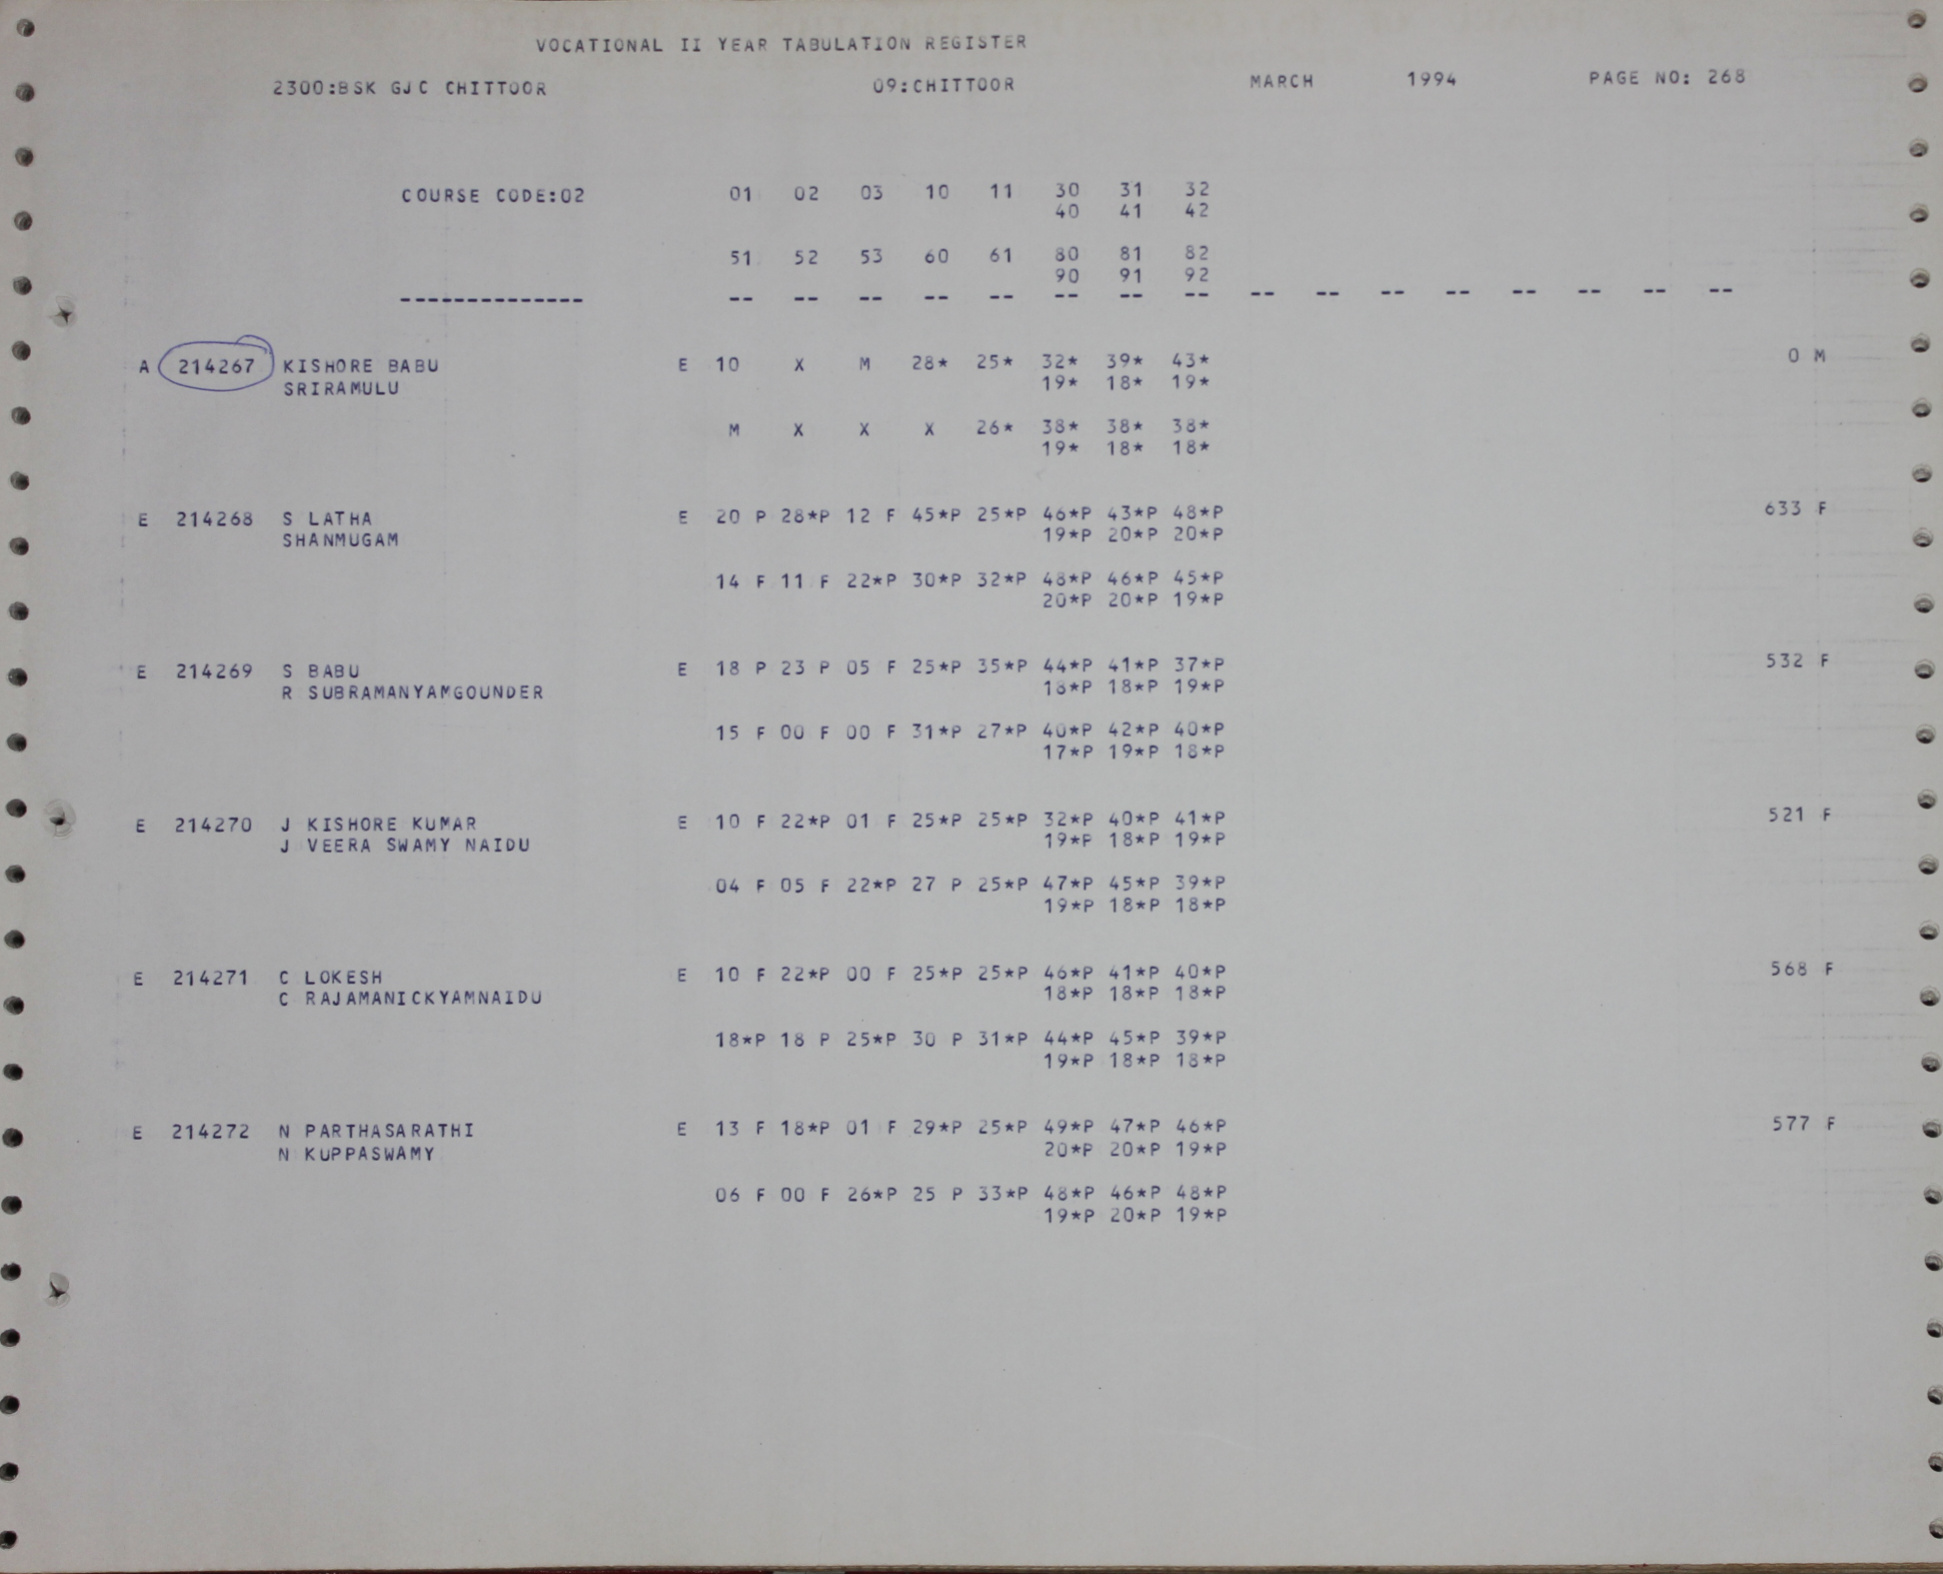 VOCATIONAL II YEAR TABULATION REGISTER
2300:BSK GJC CHITTOOR 09:CHITTOOR MARCH 1994 PAGE NO: 268
COURSE CODE:02 01 02 03 10 11 30 31 32
40 41 42
51 52 53 60 61 80 81 82
90 91 92
-------------- -- -- -- -- -- -- -- -- -- -- -- -- -- -- -- --
A 214267 KISHORE BABU E 10 X M 28* 25* 32* 39* 43* 0 M
SRIRAMULU 19* 18* 19*
M X X X 26* 38* 38* 38*
19* 18* 18*
E 214268 S LATHA E 20 P 28*P 12 F 45*P 25*P 46*P 43*P 48*P 633 F
SHANMUGAM 19*P 20*P 20*P
14 F 11 F 22*P 30*P 32*P 48*P 46*P 45*P
20*P 20*P 19*P
E 214269 S BABU E 18 P 23 P 05 F 25*P 35*P 44*P 41*P 37*P 532 F
R SUBRAMANYAMGOUNDER 18*P 18*P 19*P
15 F 00 F 00 F 31*P 27*P 40*P 42*P 40*P
17*P 19*P 18*P
E 214270 J KISHORE KUMAR E 10 F 22*P 01 F 25*P 25*P 32*P 40*P 41*P 521 F
J VEERA SWAMY NAIDU 19*P 18*P 19*P
04 F 05 F 22*P 27 P 25*P 47*P 45*P 39*P
19*P 18*P 18*P
E 214271 C LOKESH E 10 F 22*P 00 F 25*P 25*P 46*P 41*P 40*P 568 F
C RAJAMANICKYAMNAIDU 18*P 18*P 18*P
18*P 18 P 25*P 30 P 31*P 44*P 45*P 39*P
19*P 18*P 18*P
E 214272 N PARTHASARATHI E 13 F 18*P 01 F 29*P 25*P 49*P 47*P 46*P 577 F
N KUPPASWAMY 20*P 20*P 19*P
06 F 00 F 26*P 25 P 33*P 48*P 46*P 48*P
19*P 20*P 19*P